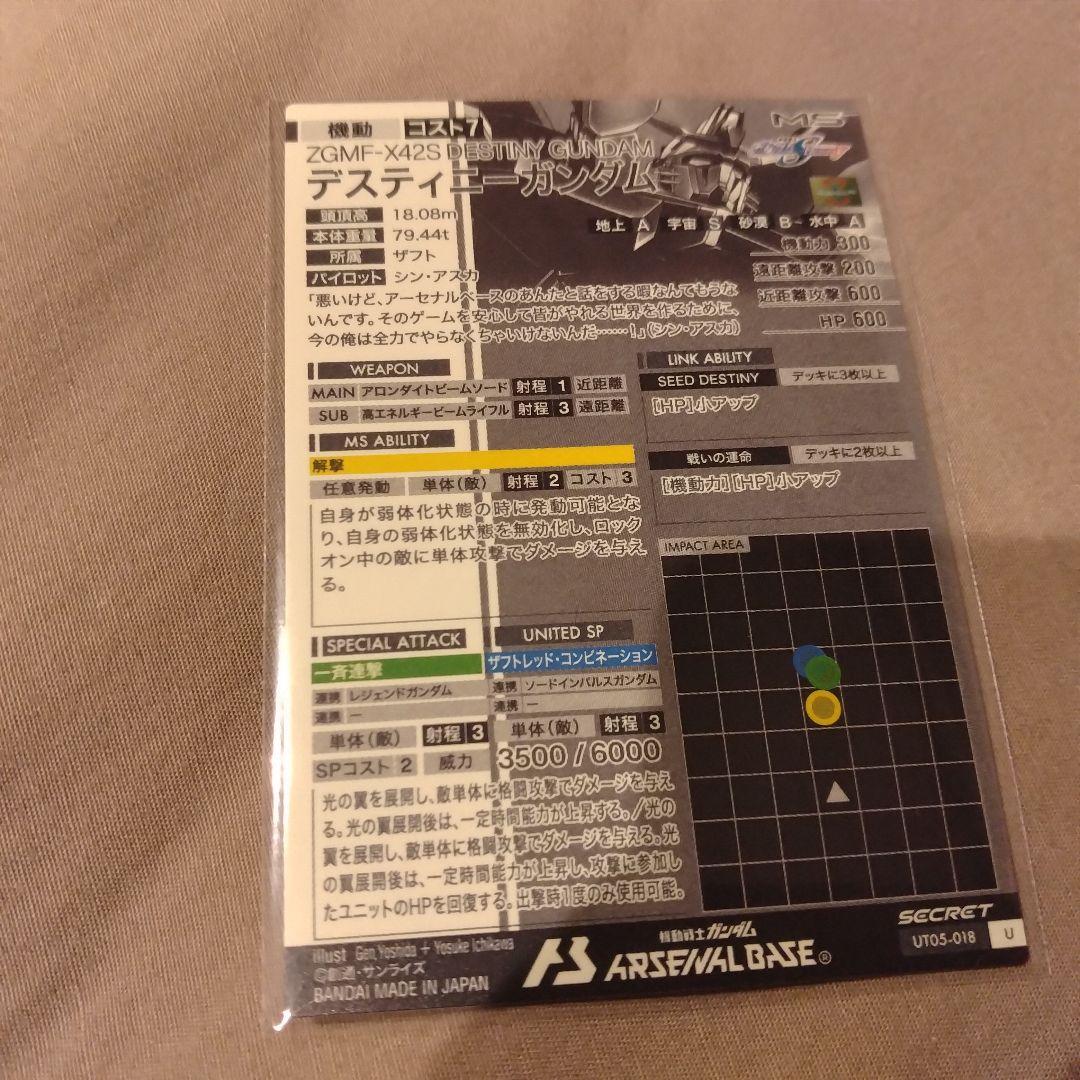 機動 コスト7
MS
ZGMF-X42S DESTINY GUNDAM
デスティニーガンダム
頭頂高 18.08m
本体重量 79.44t
所属 ザフト
パイロット シン・アスカ
地上 A 宇宙 S 砂漠 B 水中 A
機動力 300
遠距離攻撃 200
近距離攻撃 600
HP 600
「悪いけど、アーセナルベースのあんたと話をする暇なんてもうな
いんです。そのゲームを安心して皆がやれる世界を作るために、
今の俺は全力でやらなくちゃいけないんだ……！」（シン・アスカ）
WEAPON
MAIN アロンダイトビームソード 射程 1 近距離
SUB 高エネルギービームライフル 射程 3 遠距離
MS ABILITY
解撃
任意発動 単体（敵） 射程 2 コスト 3
自身が弱体化状態の時に発動可能とな
り、自身の弱体化状態を無効化し、ロック
オン中の敵に単体攻撃でダメージを与え
る。
LINK ABILITY
SEED DESTINY デッキに3枚以上
[HP]小アップ
戦いの運命 デッキに2枚以上
[機動力][HP]小アップ
IMPACT AREA
SPECIAL ATTACK
一斉連撃
連携 レジェンドガンダム
連携 ー
単体（敵） 射程 3
SPコスト 2 威力
UNITED SP
ザフトレッド・コンビネーション
連携 ソードインパルスガンダム
連携 ー
単体（敵） 射程 3
3500 / 6000
光の翼を展開し、敵単体に格闘攻撃でダメージを与え
る。光の翼展開後は、一定時間能力が上昇する。／光の
翼を展開し、敵単体に格闘攻撃でダメージを与える。光
の翼展開後は、一定時間能力が上昇し、攻撃に参加し
たユニットのHPを回復する。出撃時1度のみ使用可能。
Illust Gen Yoshida + Yosuke Ichikawa
©創通・サンライズ
BANDAI MADE IN JAPAN
機動戦士ガンダム
ARSENAL BASE®
SECRET
UT05-018 U